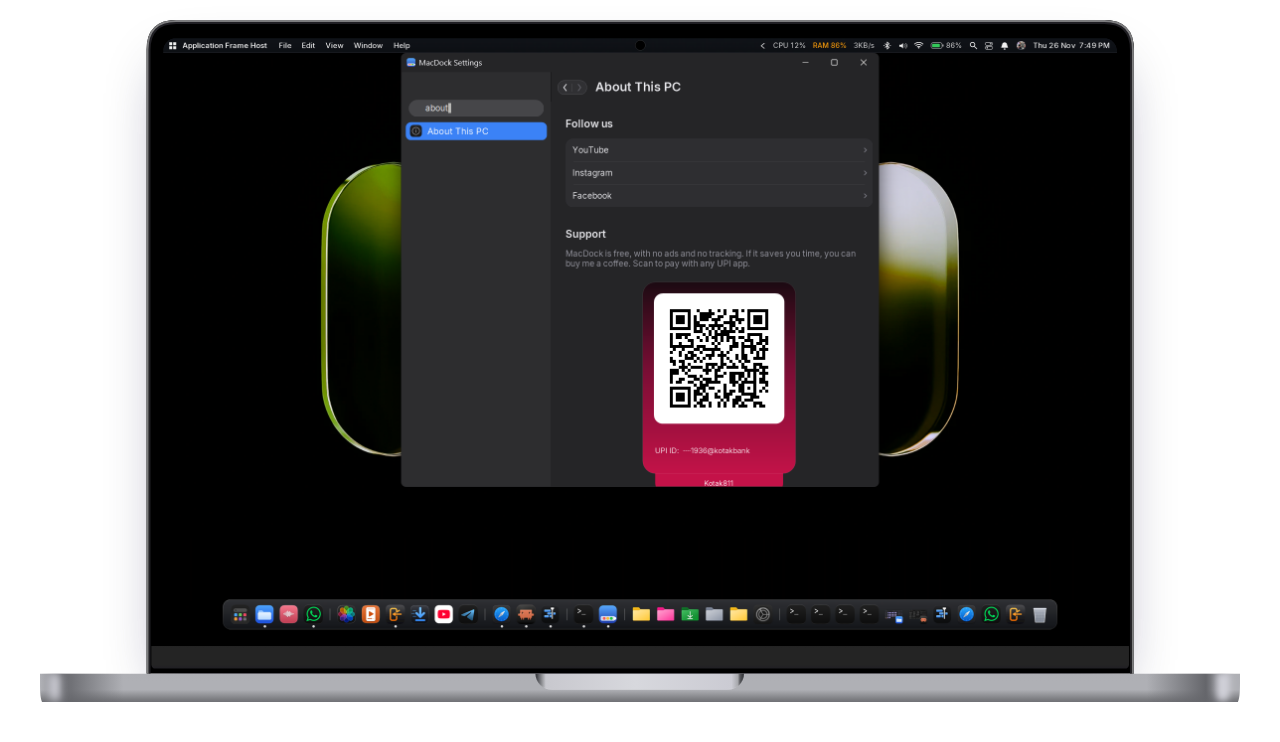 Application Frame Host File Edit View Window Help
CPU 12% RAM 86% 3KB/s 86% Thu 26 Nov 7:49 PM
MacDock Settings
about
About This PC
About This PC
Follow us
YouTube
Instagram
Facebook
Support
MacDock is free, with no ads and no tracking. If it saves you time, you can
buy me a coffee. Scan to pay with any UPI app.
UPI ID: ···1936@kotakbank
Kotak811